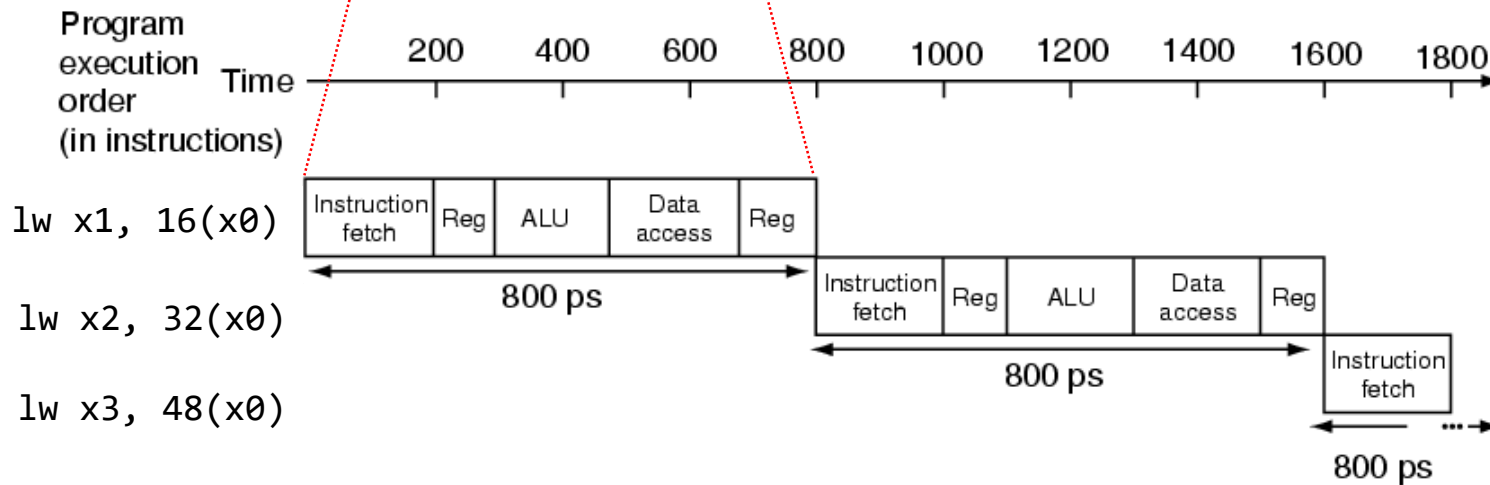 Program
execution
order
(in instructions)
Time
200 400 600 800 1000 1200 1400 1600 1800
lw x1, 16(x0)
Instruction
fetch
Reg
ALU
Data
access
Reg
800 ps
lw x2, 32(x0)
Instruction
fetch
Reg
ALU
Data
access
Reg
800 ps
lw x3, 48(x0)
Instruction
fetch
...
800 ps